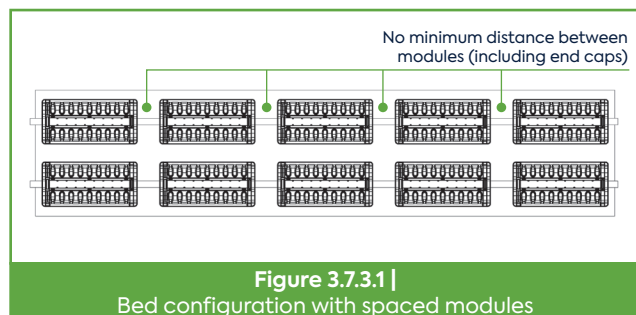 No minimum distance between
modules (including end caps)
Figure 3.7.3.1 |
Bed configuration with spaced modules